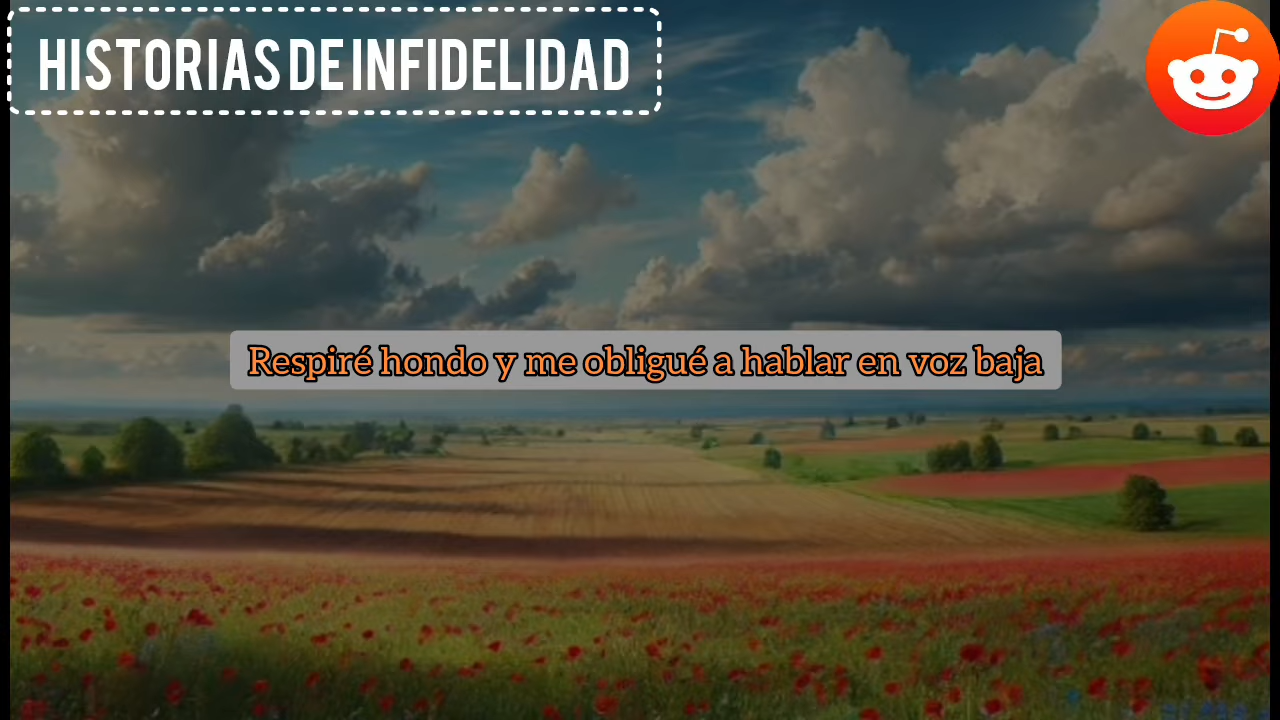 HISTORIAS DE INFIDELIDAD
Respiré hondo y me obligué a hablar en voz baja